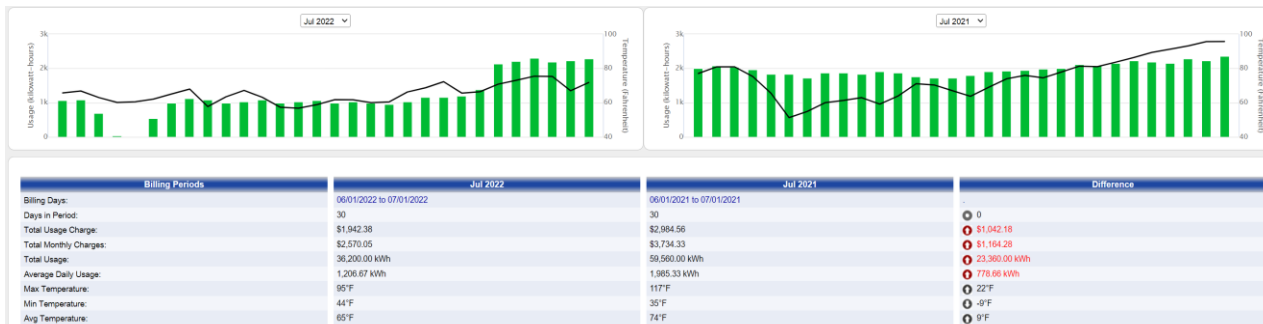 Jul 2022
Jul 2021
3k
2k
1k
0
Usage (kilowatt-hours)
100
80
60
40
Temperature (Fahrenheit)
3k
2k
1k
0
Usage (kilowatt-hours)
100
80
60
40
Temperature (Fahrenheit)
Billing Periods Jul 2022 Jul 2021 Difference
Billing Days: 06/01/2022 to 07/01/2022 06/01/2021 to 07/01/2021 .
Days in Period: 30 30 0
Total Usage Charge: $1,942.38 $2,984.56 $1,042.18
Total Monthly Charges: $2,570.05 $3,734.33 $1,164.28
Total Usage: 36,200.00 kWh 59,560.00 kWh 23,360.00 kWh
Average Daily Usage: 1,206.67 kWh 1,985.33 kWh 778.66 kWh
Max Temperature: 95°F 117°F 22°F
Min Temperature: 44°F 35°F -9°F
Avg Temperature: 65°F 74°F 9°F